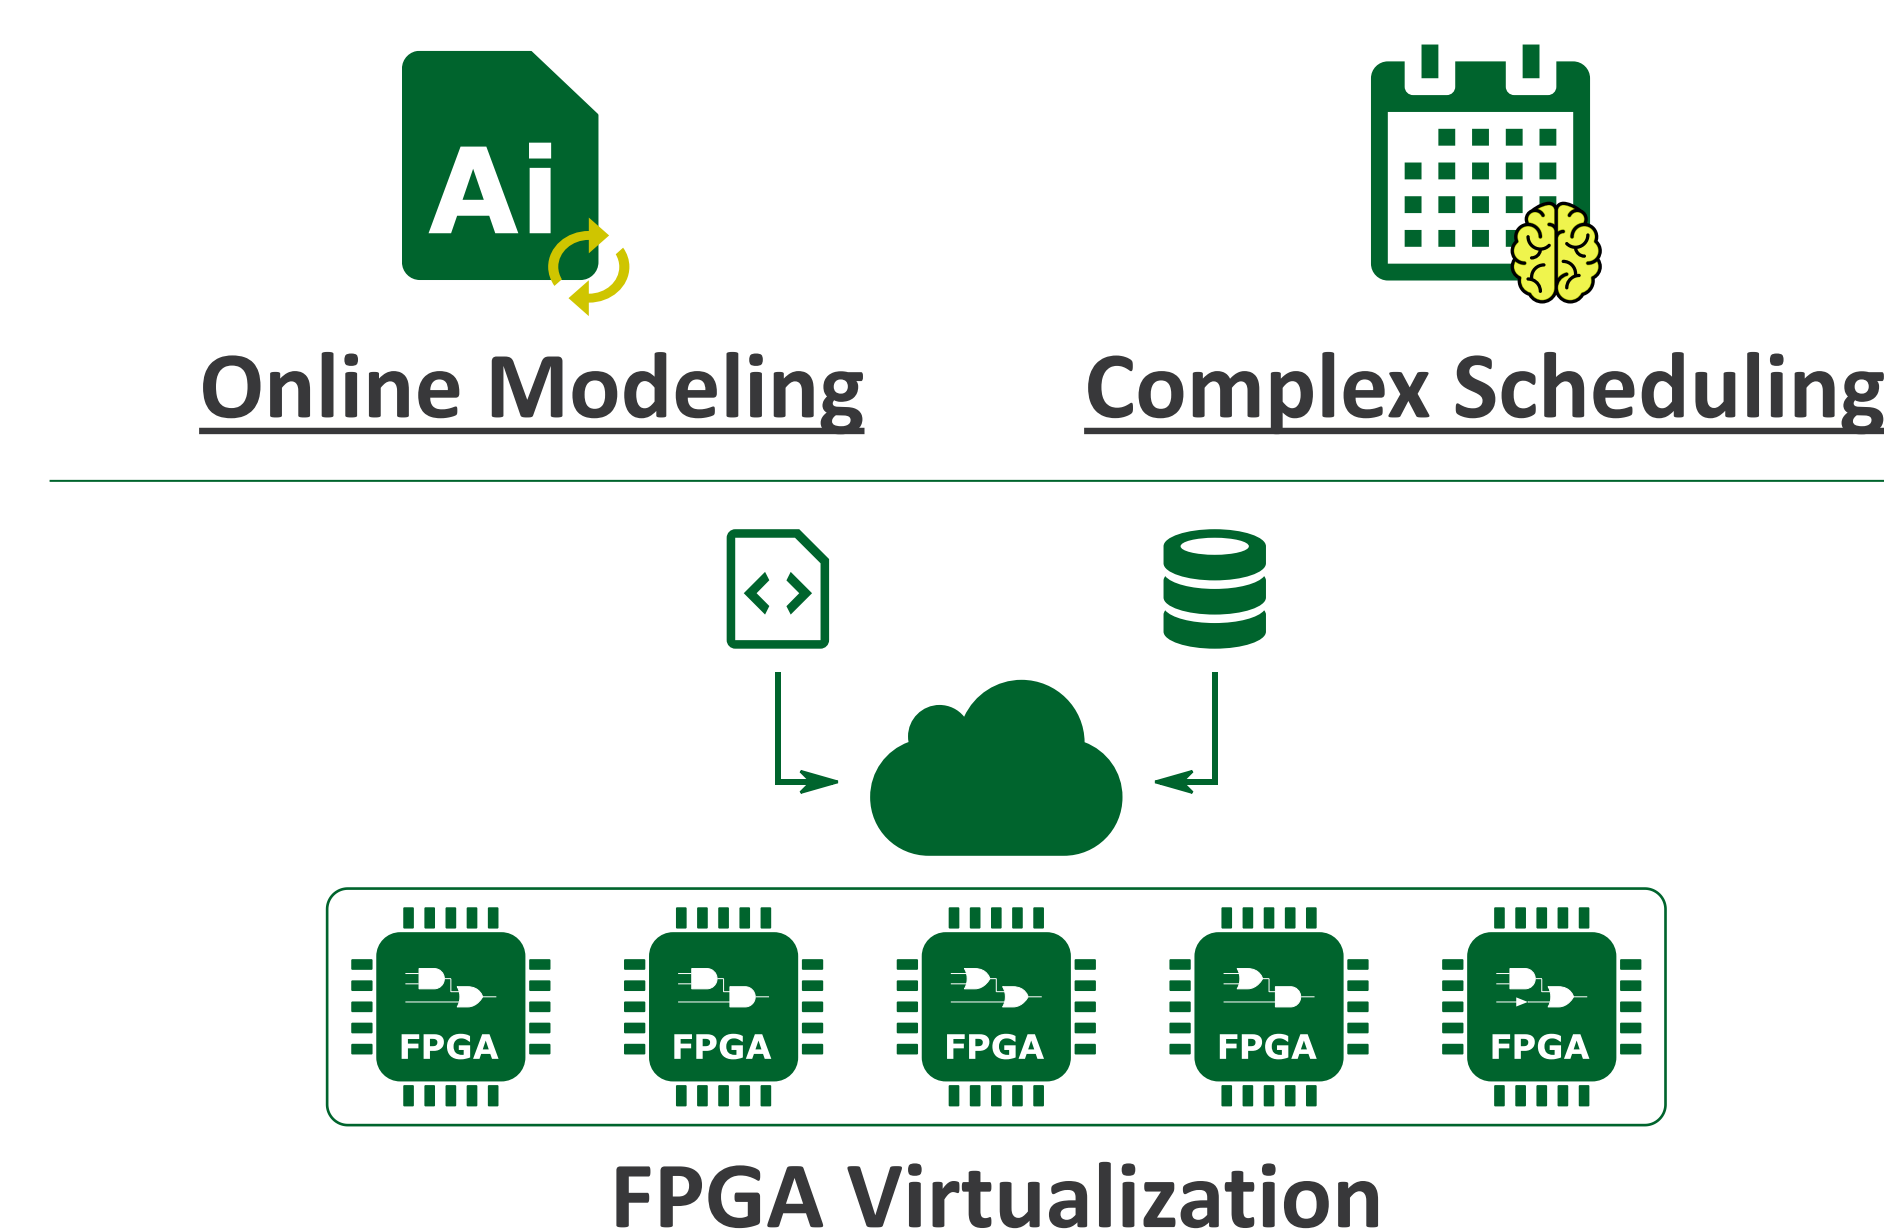 Ai
Online Modeling
Complex Scheduling
FPGA
FPGA
FPGA
FPGA
FPGA
FPGA Virtualization